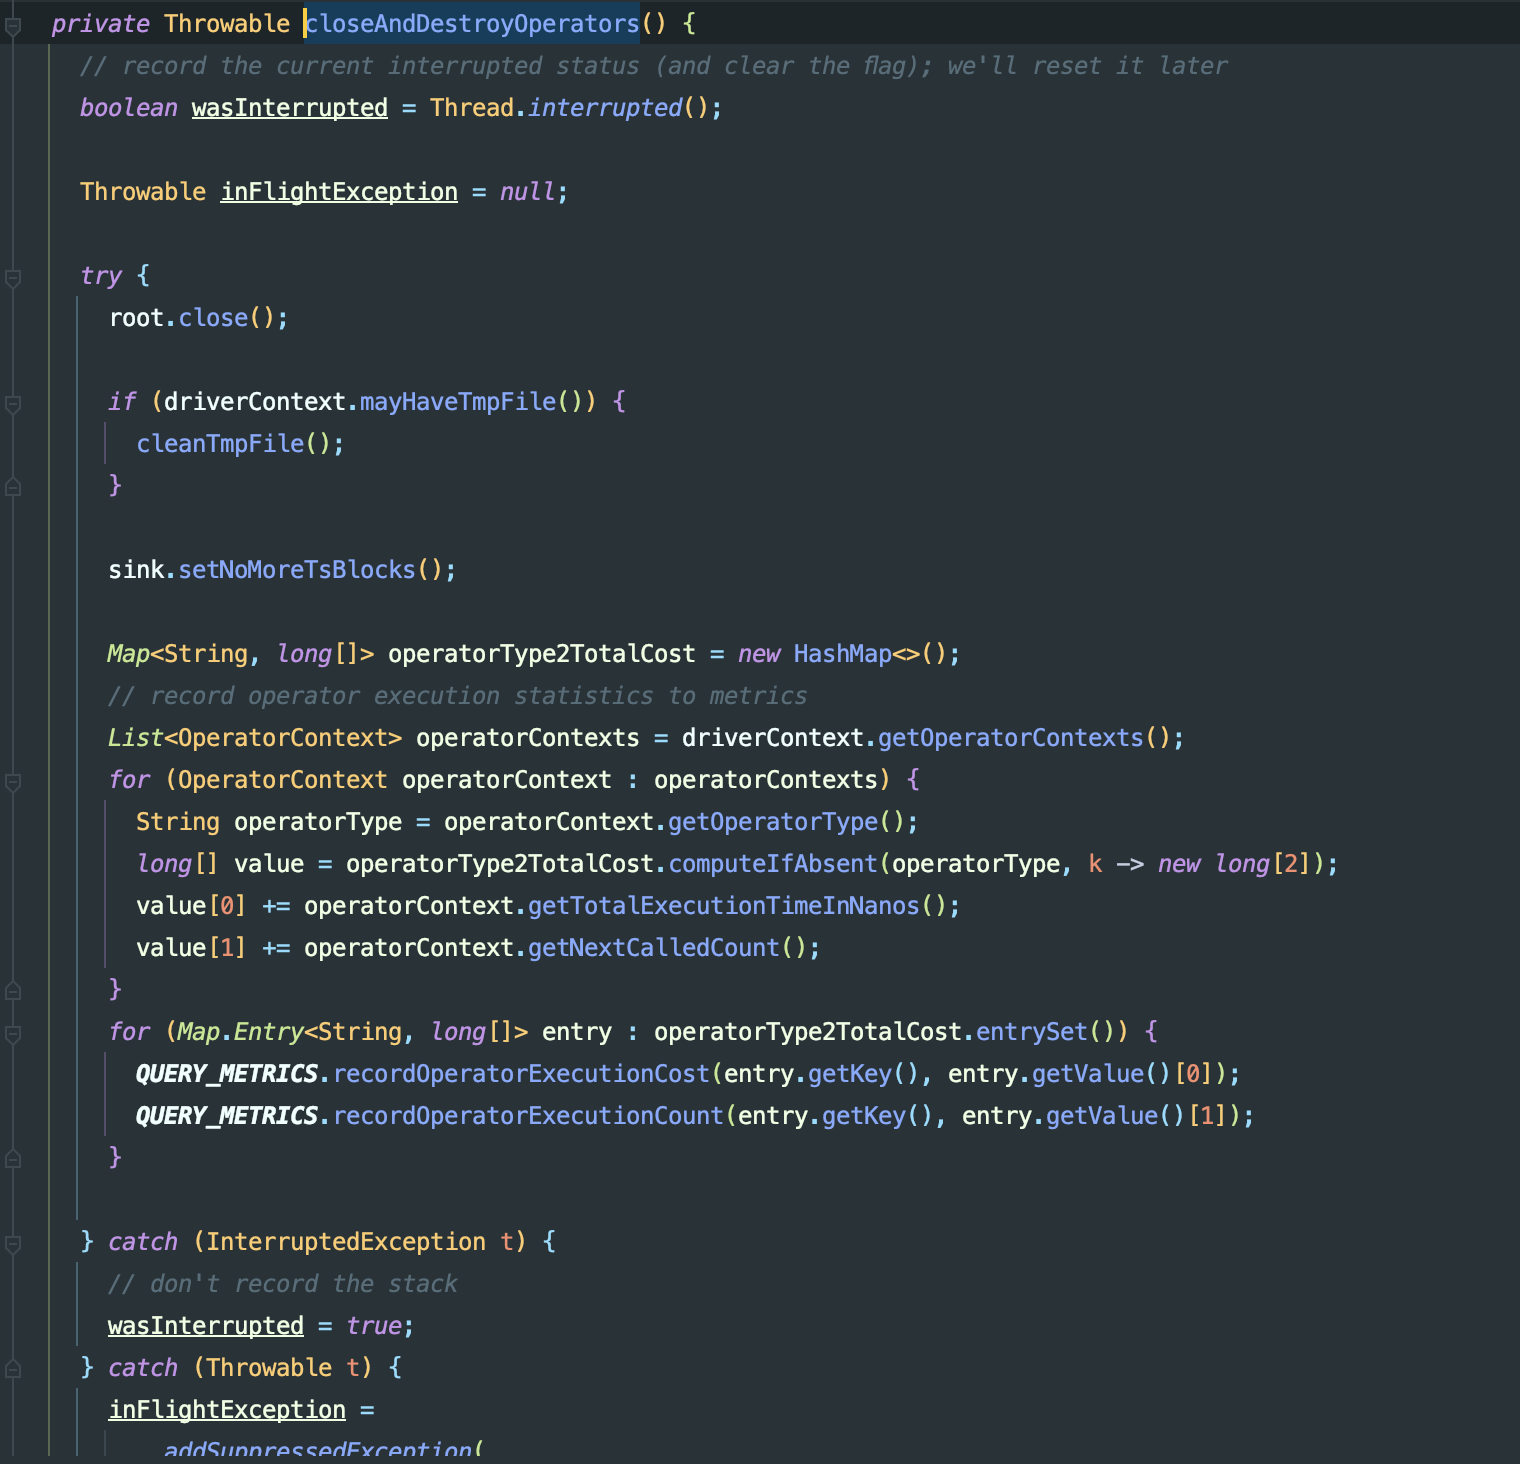 private Throwable closeAndDestroyOperators() {
// record the current interrupted status (and clear the flag); we'll reset it later
boolean wasInterrupted = Thread.interrupted();
Throwable inFlightException = null;
try {
root.close();
if (driverContext.mayHaveTmpFile()) {
cleanTmpFile();
}
sink.setNoMoreTsBlocks();
Map<String, long[]> operatorType2TotalCost = new HashMap<>();
// record operator execution statistics to metrics
List<OperatorContext> operatorContexts = driverContext.getOperatorContexts();
for (OperatorContext operatorContext : operatorContexts) {
String operatorType = operatorContext.getOperatorType();
long[] value = operatorType2TotalCost.computeIfAbsent(operatorType, k -> new long[2]);
value[0] += operatorContext.getTotalExecutionTimeInNanos();
value[1] += operatorContext.getNextCalledCount();
}
for (Map.Entry<String, long[]> entry : operatorType2TotalCost.entrySet()) {
QUERY_METRICS.recordOperatorExecutionCost(entry.getKey(), entry.getValue()[0]);
QUERY_METRICS.recordOperatorExecutionCount(entry.getKey(), entry.getValue()[1]);
}
} catch (InterruptedException t) {
// don't record the stack
wasInterrupted = true;
} catch (Throwable t) {
inFlightException =
addSuppressedException(